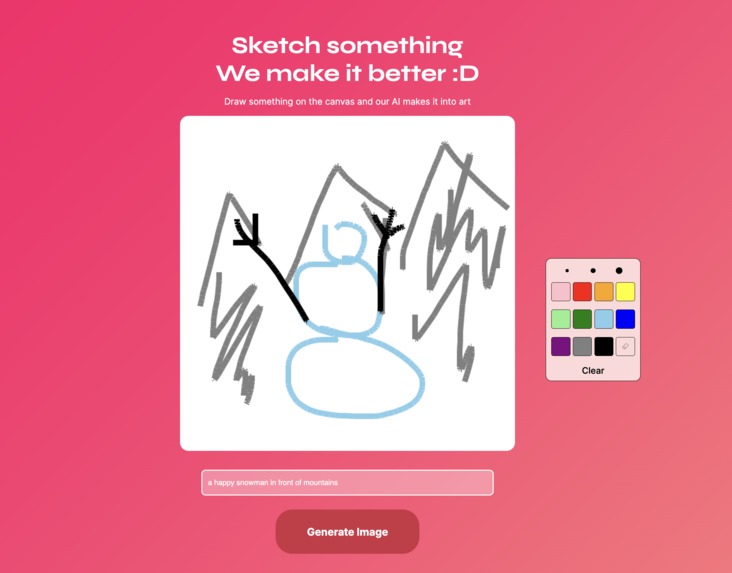 Sketch something
We make it better :D
Draw something on the canvas and our AI makes it into art
a happy snowman in front of mountains
Clear
Generate Image